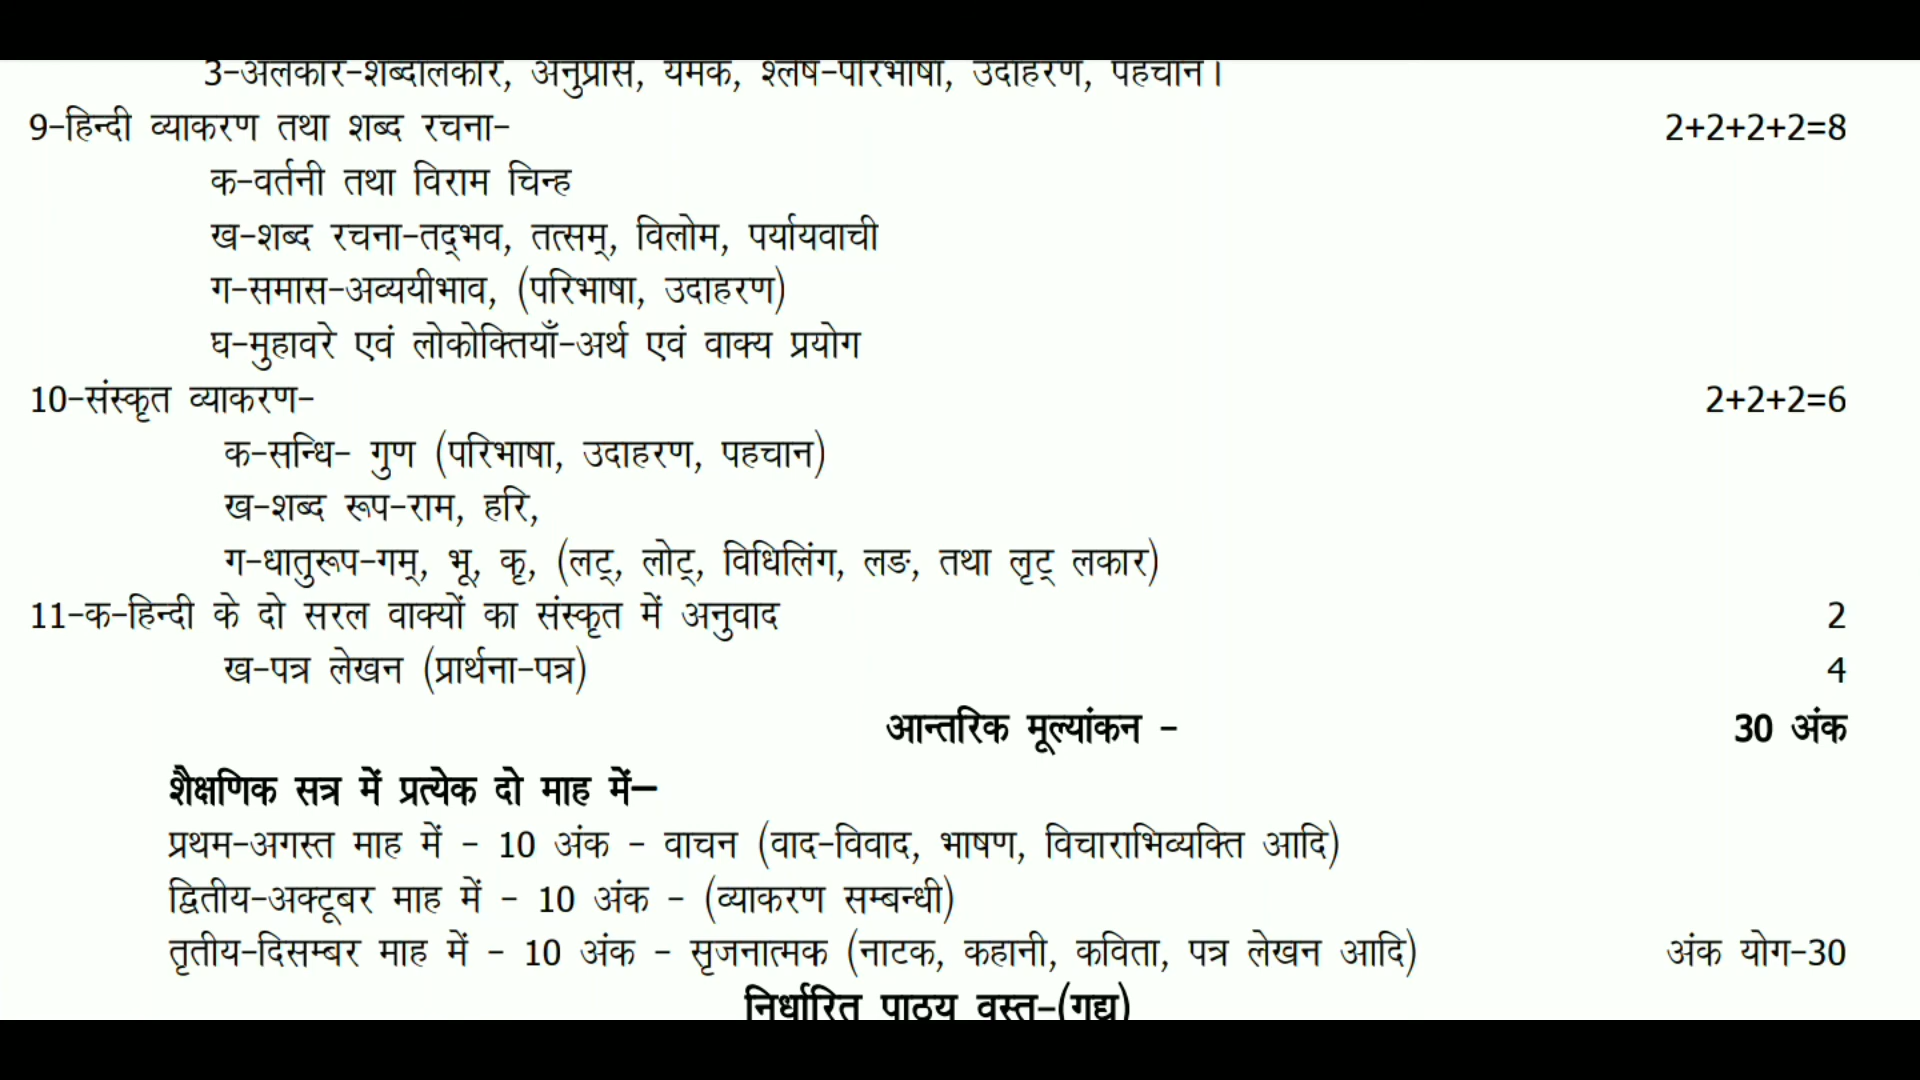 3-अलंकार-शब्दालंकार, अनुप्रास, यमक, श्लेष-परिभाषा, उदाहरण, पहचान।
9-हिन्दी व्याकरण तथा शब्द रचना- 2+2+2+2=8
क-वर्तनी तथा विराम चिन्ह
ख-शब्द रचना-तद्भव, तत्सम्, विलोम, पर्यायवाची
ग-समास-अव्ययीभाव, (परिभाषा, उदाहरण)
घ-मुहावरे एवं लोकोक्तियाँ-अर्थ एवं वाक्य प्रयोग
10-संस्कृत व्याकरण- 2+2+2=6
क-सन्धि- गुण (परिभाषा, उदाहरण, पहचान)
ख-शब्द रूप-राम, हरि,
ग-धातुरूप-गम्, भू, कृ, (लट्, लोट्, विधिलिंग, लङ, तथा लृट् लकार)
11-क-हिन्दी के दो सरल वाक्यों का संस्कृत में अनुवाद 2
ख-पत्र लेखन (प्रार्थना-पत्र) 4
आन्तरिक मूल्यांकन - 30 अंक
शैक्षणिक सत्र में प्रत्येक दो माह में–
प्रथम-अगस्त माह में - 10 अंक - वाचन (वाद-विवाद, भाषण, विचाराभिव्यक्ति आदि)
द्वितीय-अक्टूबर माह में - 10 अंक - (व्याकरण सम्बन्धी)
तृतीय-दिसम्बर माह में - 10 अंक - सृजनात्मक (नाटक, कहानी, कविता, पत्र लेखन आदि) अंक योग-30
निर्धारित पाठ्य वस्तु-(गद्य)